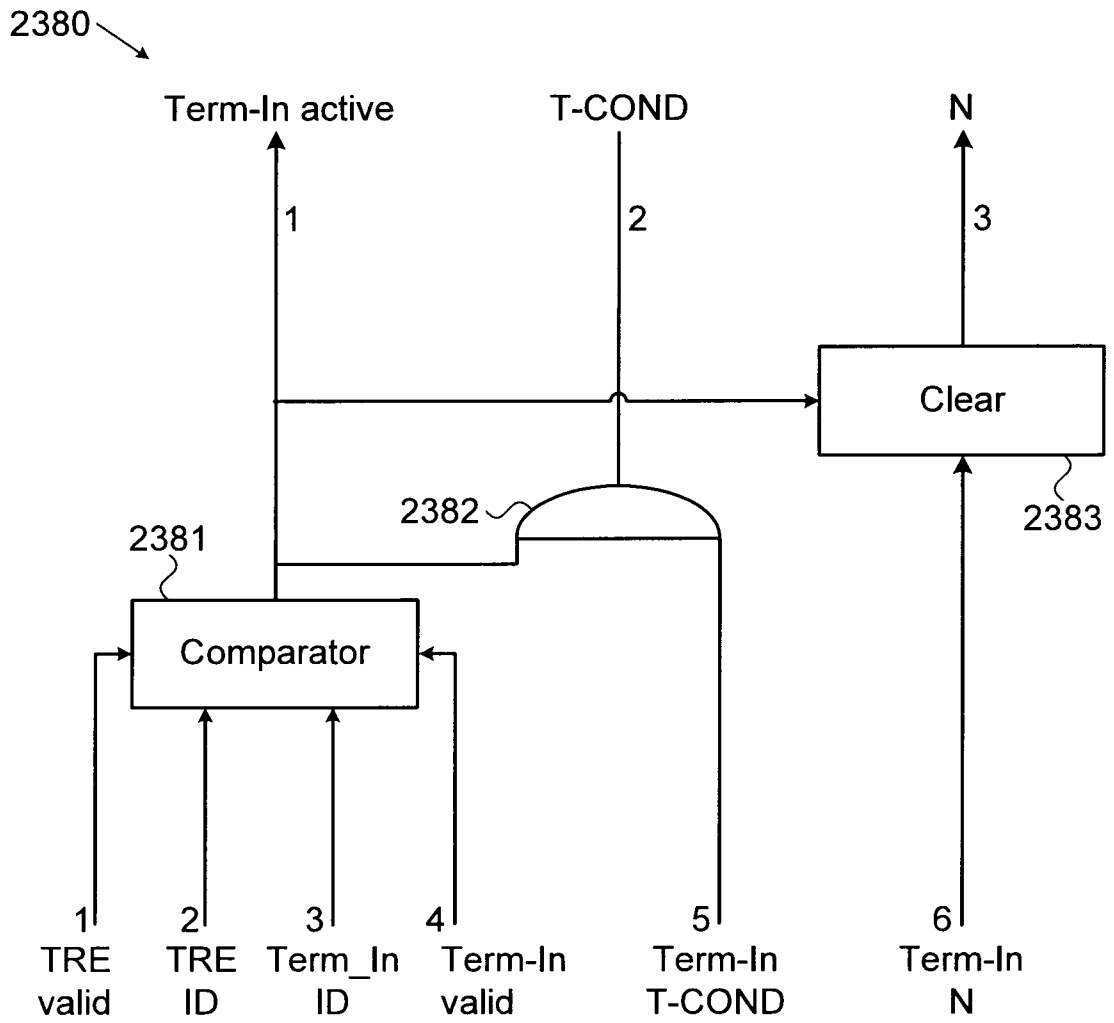 2380
Term-In active
T-COND
N
1
2
3
Clear
2382
2383
2381
Comparator
1
2
3
4
5
6
TRE
valid
TRE
ID
Term_In
ID
Term-In
valid
Term-In
T-COND
Term-In
N